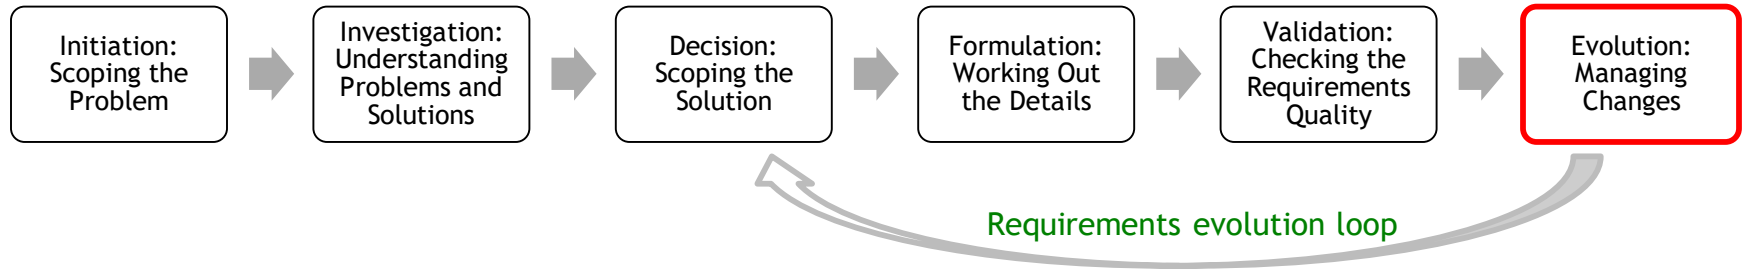 Initiation:
Scoping the
Problem
Investigation:
Understanding
Problems and
Solutions
Decision:
Scoping the
Solution
Formulation:
Working Out
the Details
Validation:
Checking the
Requirements
Quality
Evolution:
Managing
Changes
Requirements evolution loop